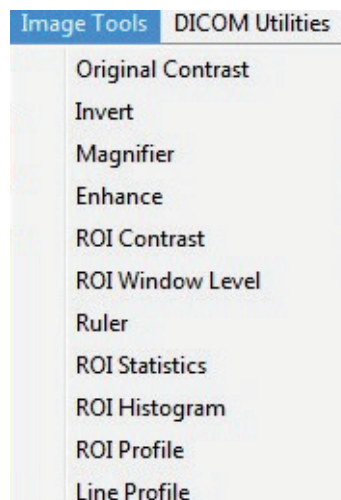 Image Tools DICOM Utilities
Original Contrast
Invert
Magnifier
Enhance
ROI Contrast
ROI Window Level
Ruler
ROI Statistics
ROI Histogram
ROI Profile
Line Profile